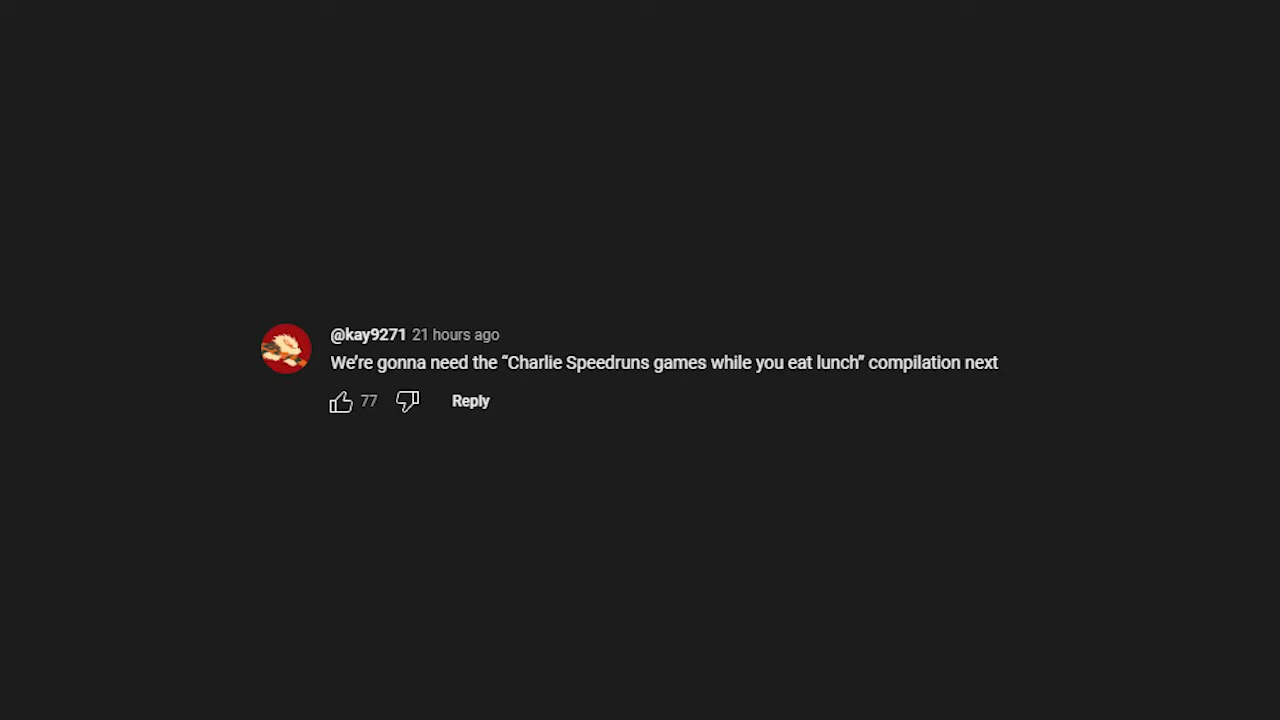 @kay9271 21 hours ago
We’re gonna need the “Charlie Speedruns games while you eat lunch” compilation next
77 Reply